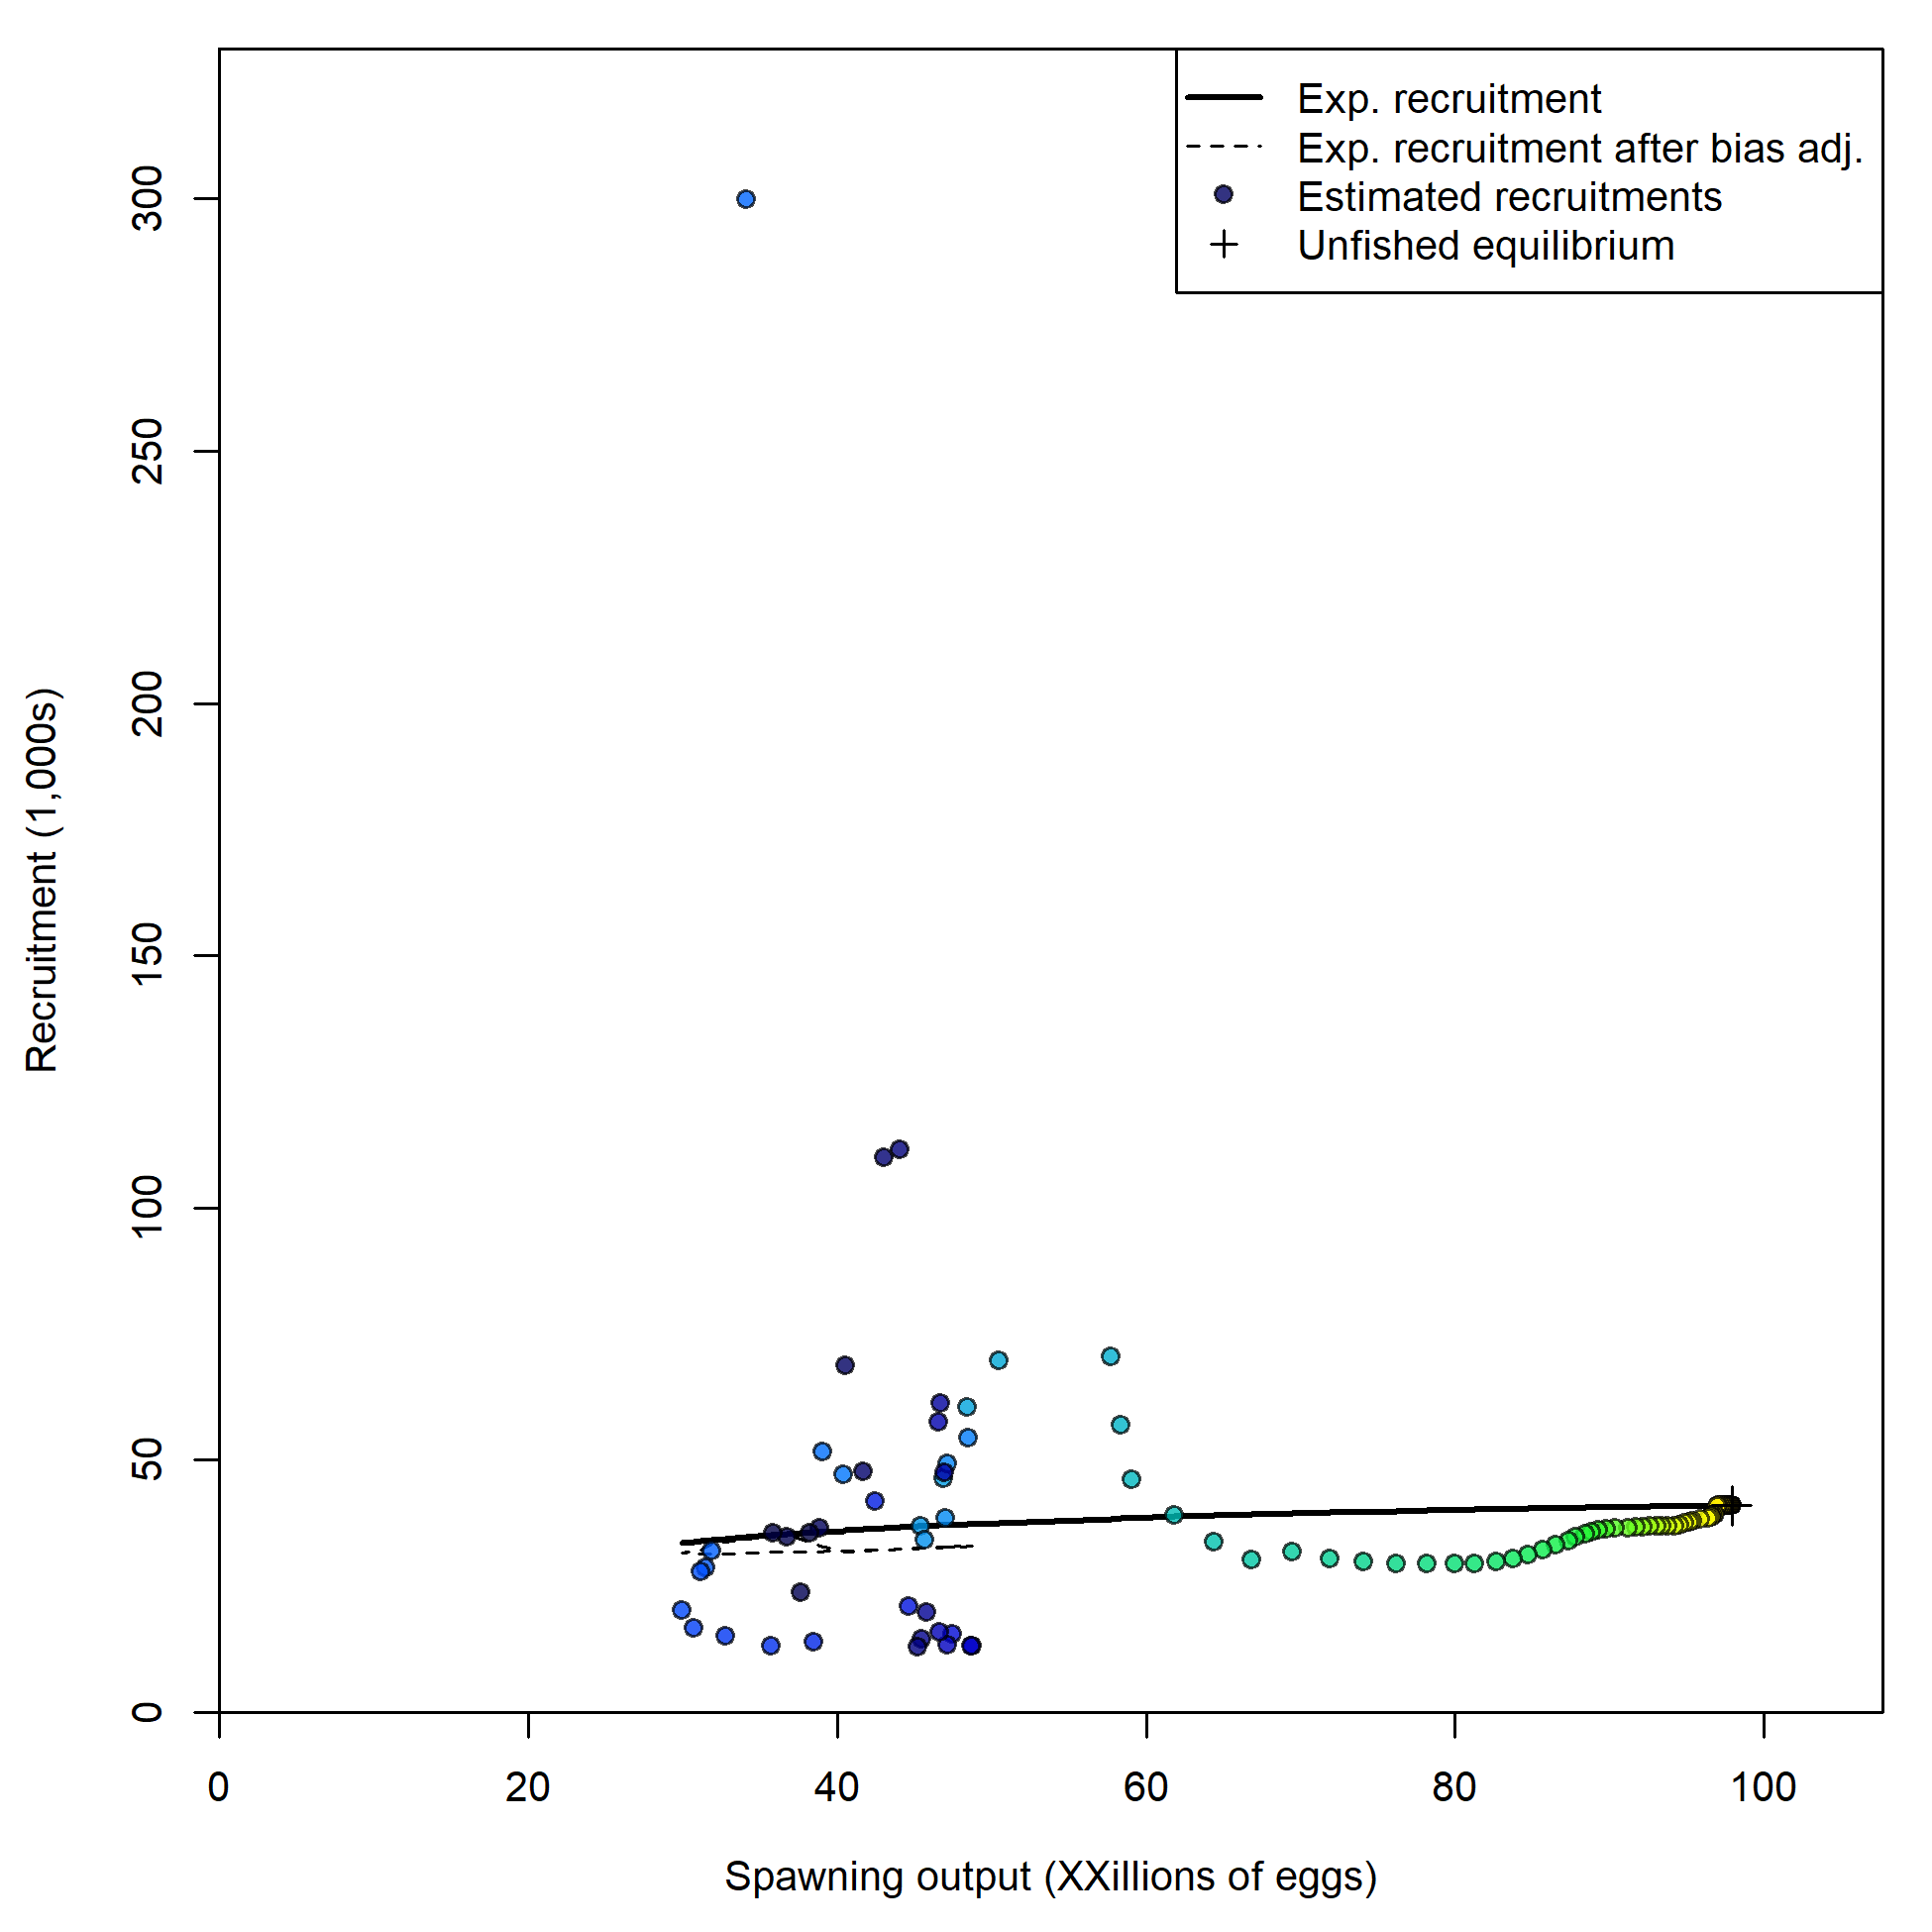 Exp. recruitment
Exp. recruitment after bias adj.
Estimated recruitments
Unfished equilibrium
Recruitment (1,000s)
300
250
200
150
100
50
0
0 20 40 60 80 100
Spawning output (XXillions of eggs)